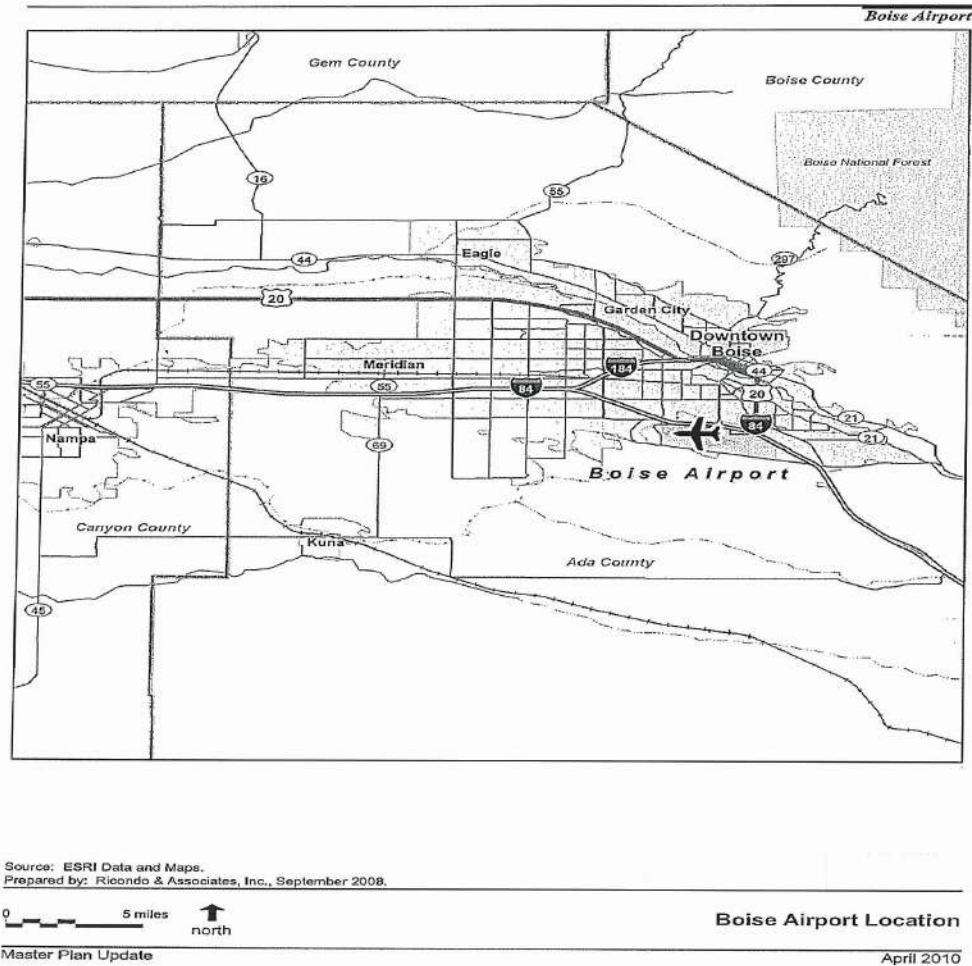 Boise Airport
Gem County
Boise County
Boise National Forest
16
55
Eagle
44
297
20
Garden City
Downtown
Boise
Meridian
184
44
55
55
84
20
21
84
21
Nampa
69
Boise Airport
Canyon County
Kuna
Ada County
45
Source: ESRI Data and Maps.
Prepared by: Ricondo & Associates, Inc., September 2008.
0 5 miles
north
Boise Airport Location
Master Plan Update
April 2010